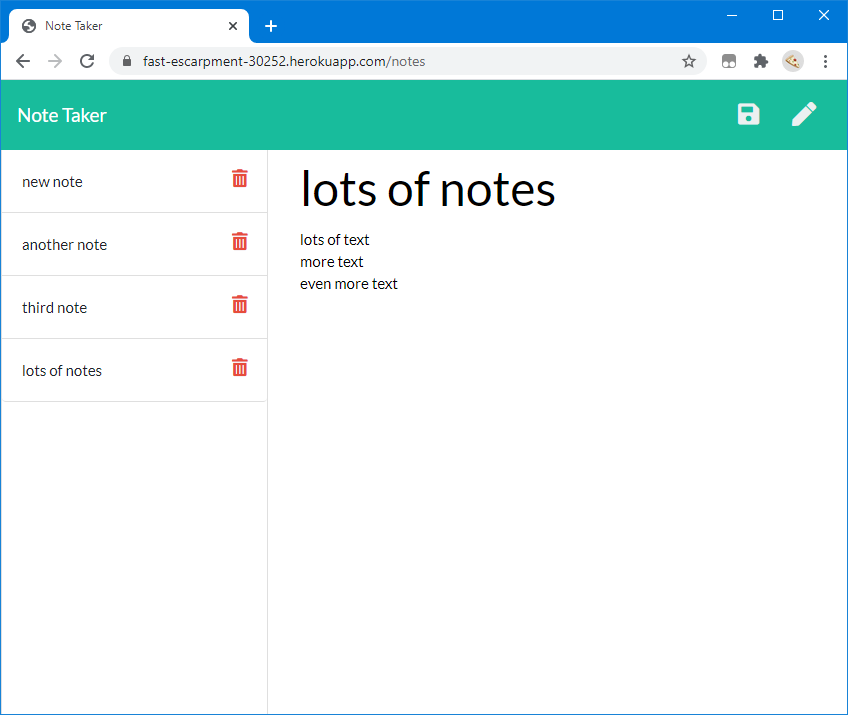 Note Taker
fast-escarpment-30252.herokuapp.com/notes
Note Taker
new note
another note
third note
lots of notes
lots of notes
lots of text
more text
even more text